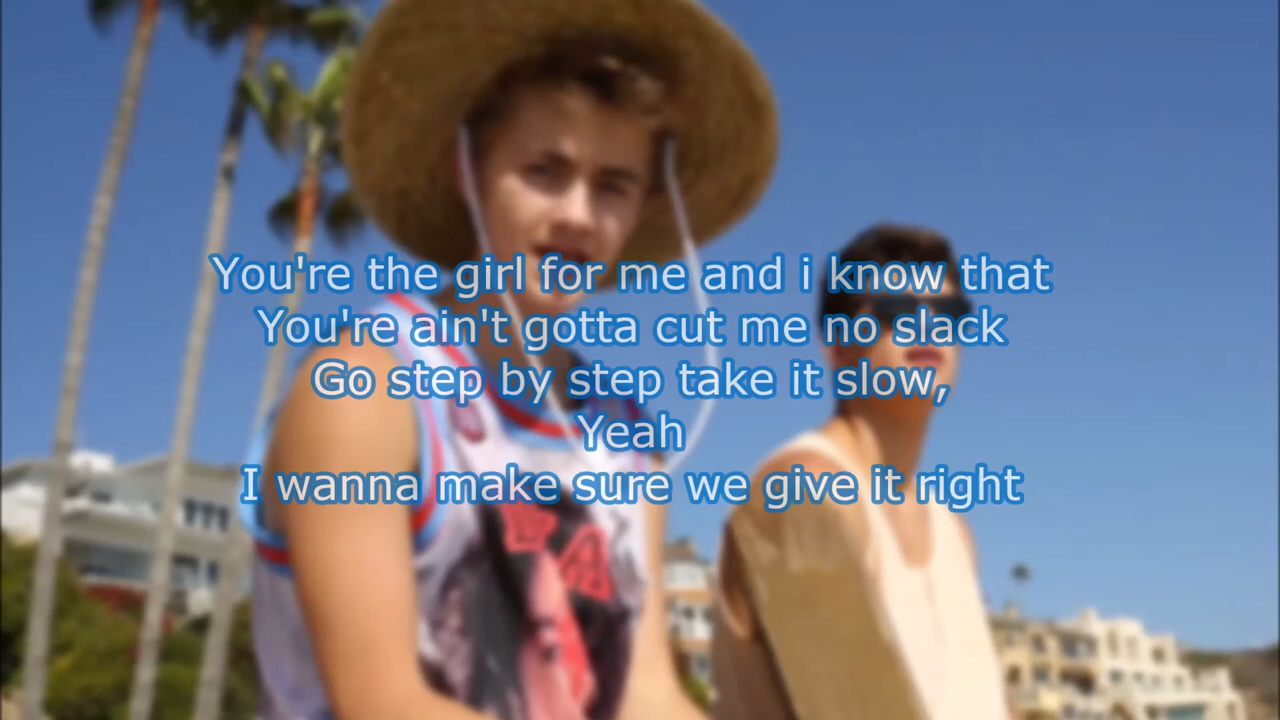 You're the girl for me and i know that
You're ain't gotta cut me no slack
Go step by step take it slow,
Yeah
I wanna make sure we give it right